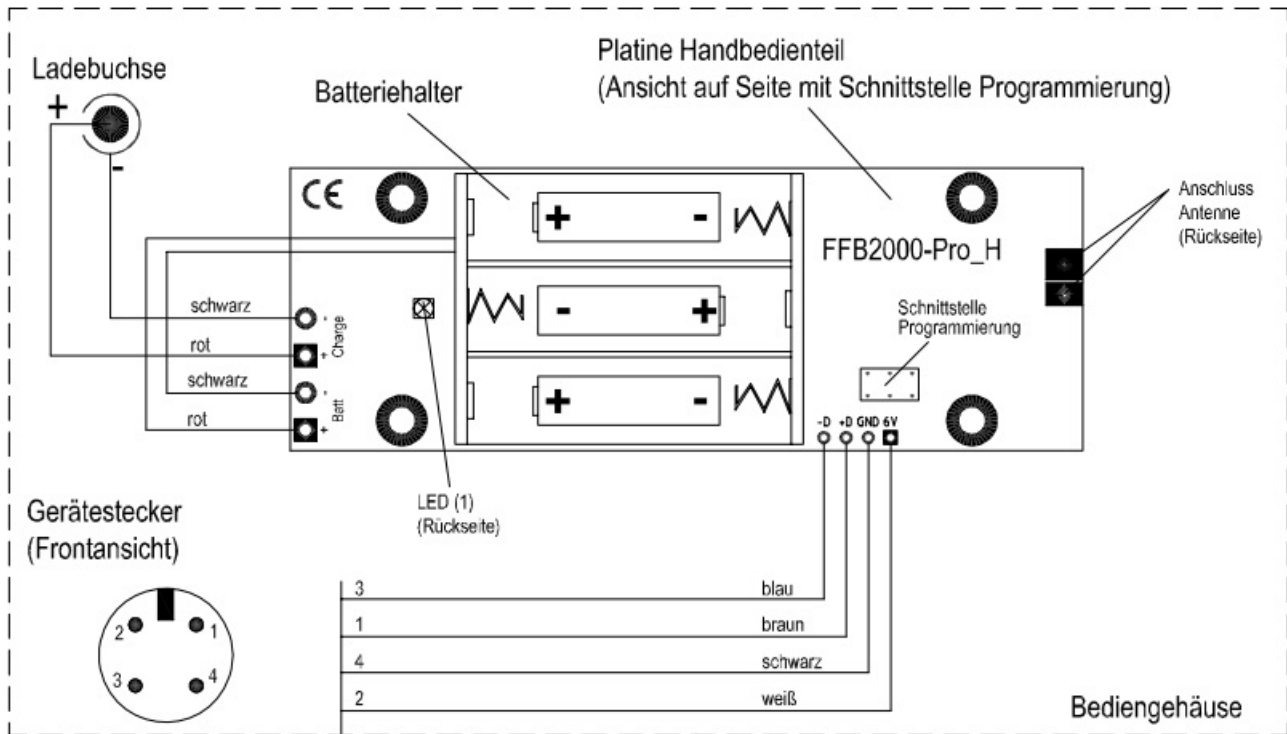 Ladebuchse
+
-
Batteriehalter
Platine Handbedienteil
(Ansicht auf Seite mit Schnittstelle Programmierung)
CE
+ -
- +
+ -
FFB2000-Pro_H
Anschluss
Antenne
(Rückseite)
Schnittstelle
Programmierung
schwarz
rot
schwarz
rot
- 
+
Charge
-
+
Batt
LED (1)
(Rückseite)
-D +D GND 6V
Gerätestecker
(Frontansicht)
2 1
3 4
3 blau
1 braun
4 schwarz
2 weiß
Bediengehäuse